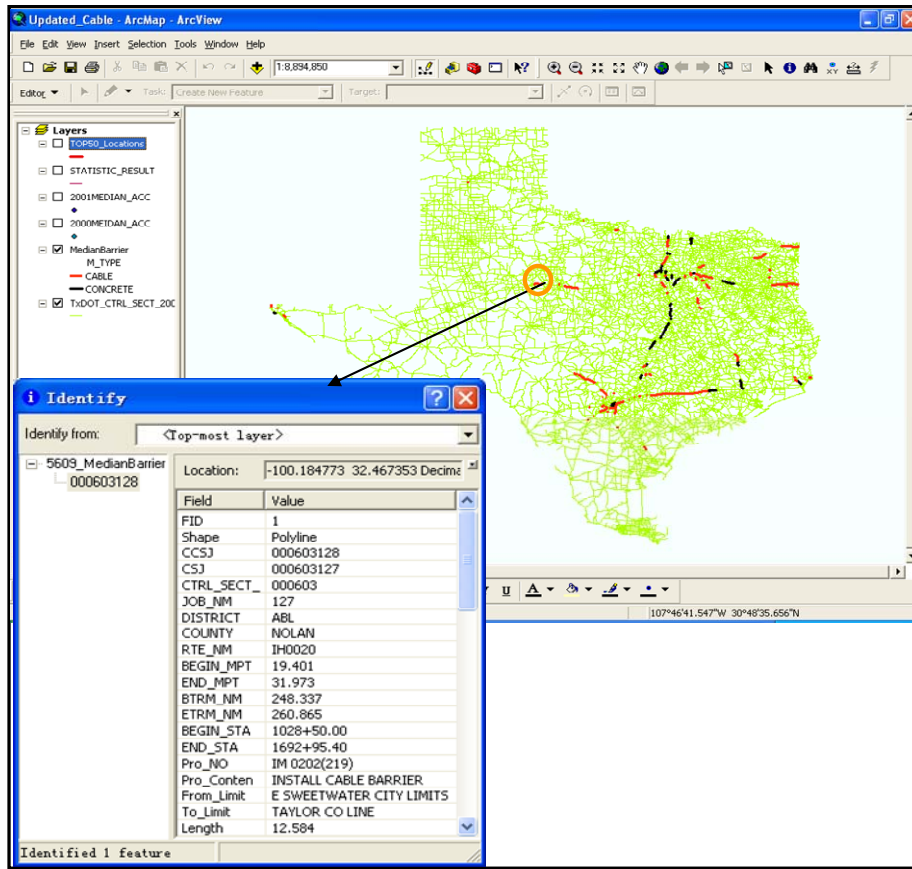 Updated_Cable - ArcMap - ArcView
File Edit View Insert Selection Tools Window Help
1:8,894,850
Editor Task: Create New Feature Target:
Layers
TOP50_Locations
STATISTIC_RESULT
2001MEDIAN_ACC
2000MEIDAN_ACC
MedianBarrier
M_TYPE
CABLE
CONCRETE
TxDOT_CTRL_SECT_200
U A
107°46'41.547"W 30°48'35.656"N
Identify
Identify from: <Top-most layer>
5609_MedianBarrier
000603128
Location: -100.184773 32.467353 Decima
Field Value
FID 1
Shape Polyline
CCSJ 000603128
CSJ 000603127
CTRL_SECT_ 000603
JOB_NM 127
DISTRICT ABL
COUNTY NOLAN
RTE_NM IH0020
BEGIN_MPT 19.401
END_MPT 31.973
BTRM_NM 248.337
ETRM_NM 260.865
BEGIN_STA 1028+50.00
END_STA 1692+95.40
Pro_NO IM 0202(219)
Pro_Conten INSTALL CABLE BARRIER
From_Limit E SWEETWATER CITY LIMITS
To_Limit TAYLOR CO LINE
Length 12.584
Identified 1 feature